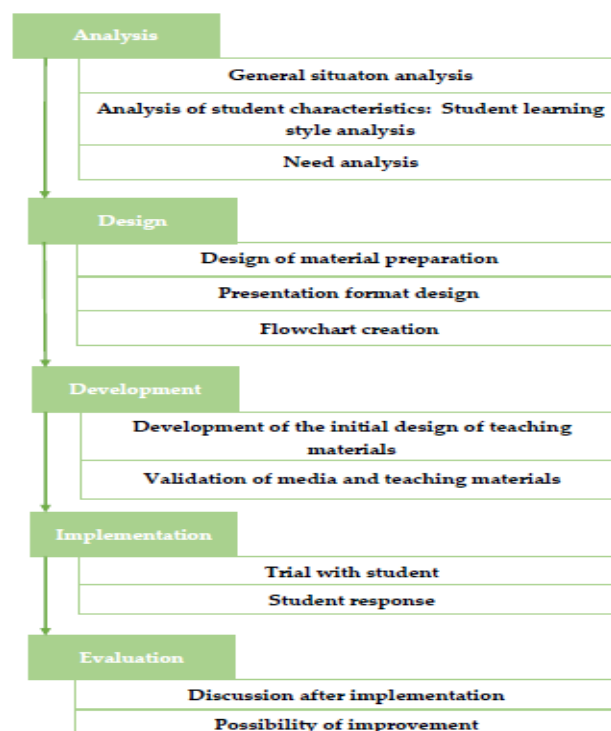 Analysis
General situaton analysis
Analysis of student characteristics: Student learning
style analysis
Need analysis
Design
Design of material preparation
Presentation format design
Flowchart creation
Development
Development of the initial design of teaching
materials
Validation of media and teaching materials
Implementation
Trial with student
Student response
Evaluation
Discussion after implementation
Possibility of improvement